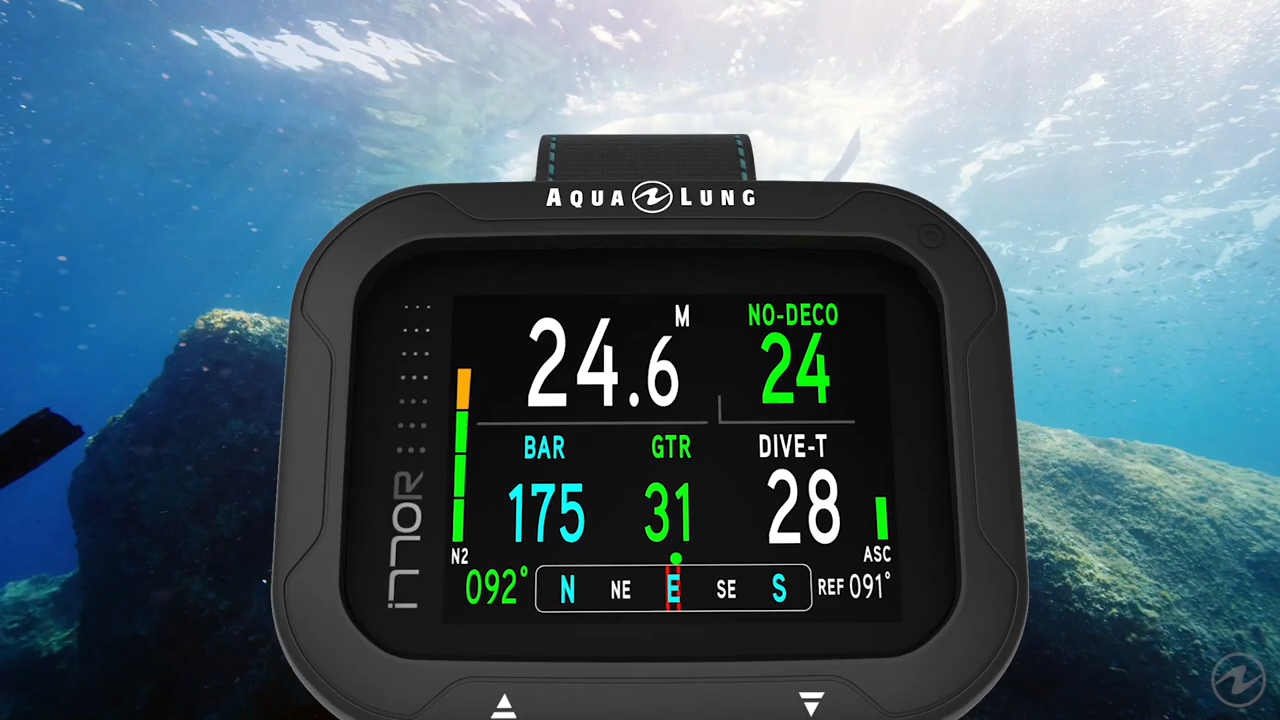 AQUA LUNG
M
NO-DECO
24.6
24
BAR
GTR
DIVE-T
175
31
28
N2
ASC
092°
N NE E SE S
REF 091°
i770R